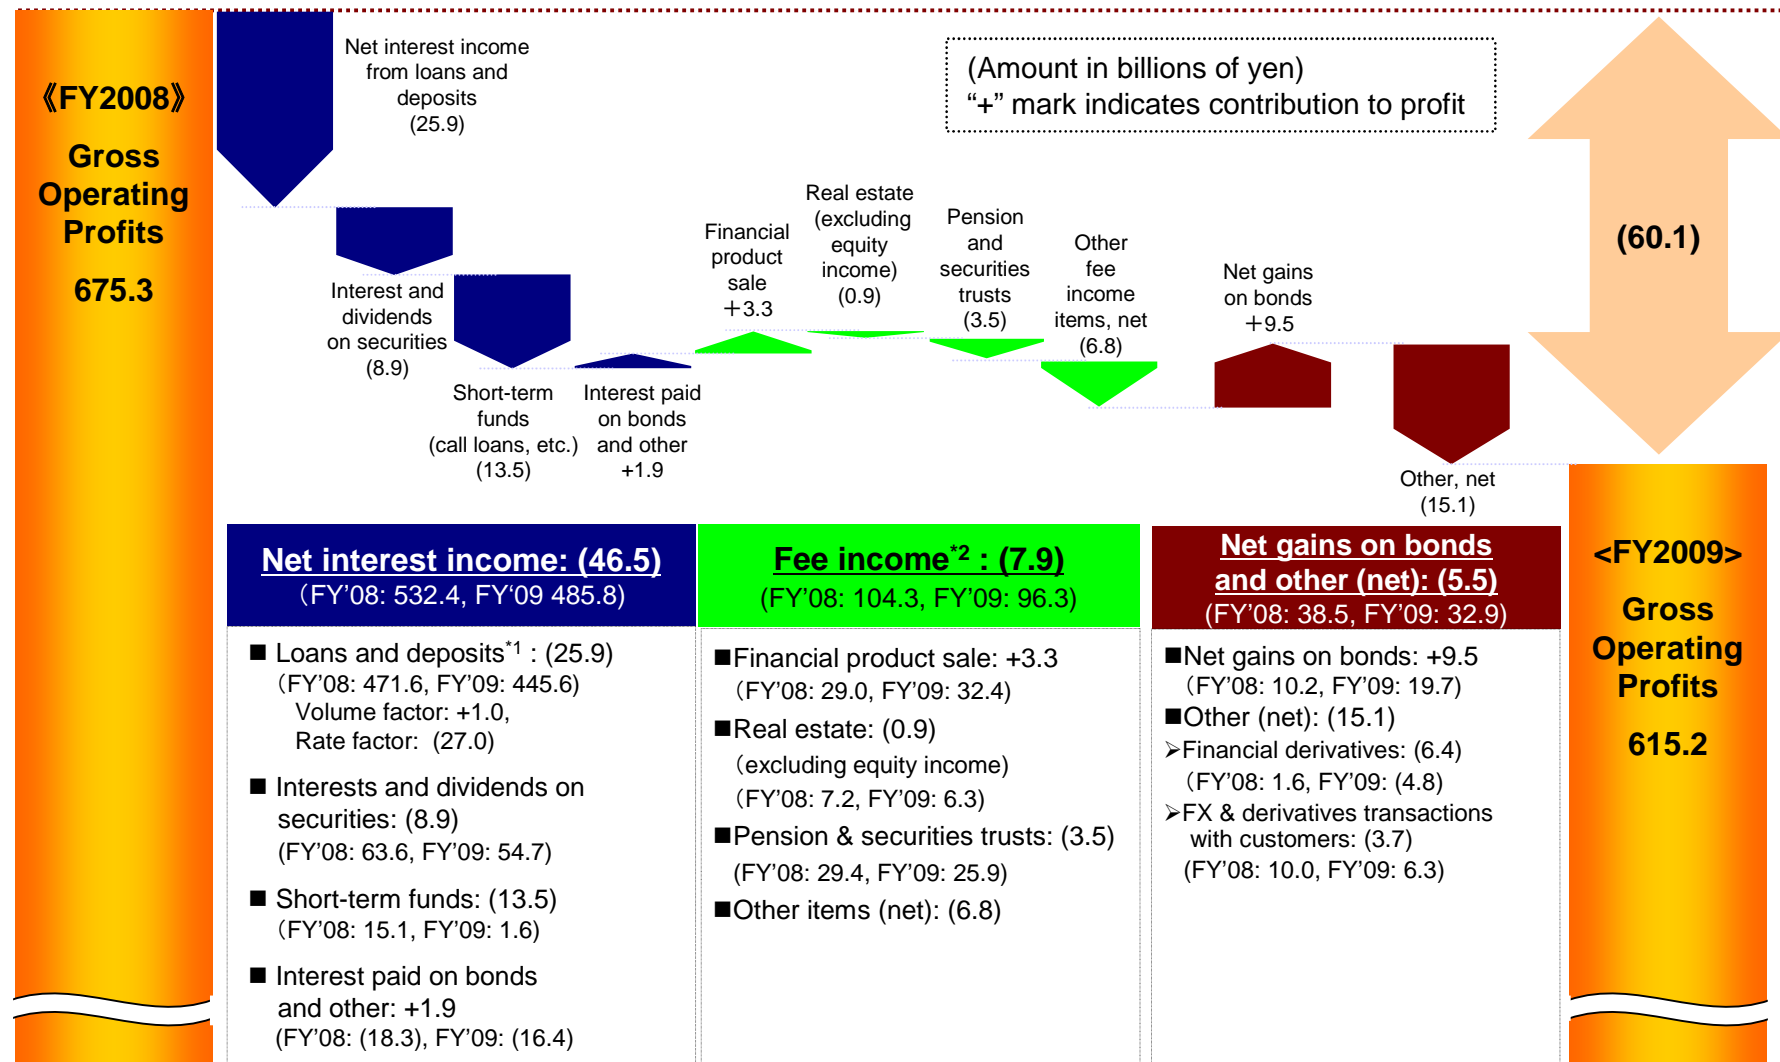 《FY2008》
Gross
Operating
Profits
675.3
Net interest income
from loans and
deposits
(25.9)
Interest and
dividends
on securities
(8.9)
Short-term
funds
(call loans, etc.)
(13.5)
Interest paid
on bonds
and other
+1.9
Financial
product
sale
＋3.3
Real estate
(excluding
equity
income)
(0.9)
Pension
and
securities
trusts
(3.5)
Other
fee
income
items, net
(6.8)
Net gains
on bonds
＋9.5
Other, net
(15.1)
(Amount in billions of yen)
“+” mark indicates contribution to profit
(60.1)
Net interest income: (46.5)
（FY’08: 532.4, FY‘09 485.8)
■ Loans and deposits*1 : (25.9)
（FY’08: 471.6, FY’09: 445.6)
Volume factor: +1.0,
Rate factor: (27.0)
■ Interests and dividends on
securities: (8.9)
(FY’08: 63.6, FY’09: 54.7)
■ Short-term funds: (13.5)
（FY’08: 15.1, FY’09: 1.6)
■ Interest paid on bonds
and other: +1.9
(FY’08: (18.3), FY’09: (16.4)
Fee income*2 : (7.9)
(FY’08: 104.3, FY’09: 96.3)
■Financial product sale: +3.3
（FY’08: 29.0, FY’09: 32.4)
■Real estate: (0.9)
（excluding equity income)
（FY’08: 7.2, FY’09: 6.3)
■Pension & securities trusts: (3.5)
(FY’08: 29.4, FY’09: 25.9)
■Other items (net): (6.8)
Net gains on bonds
and other (net): (5.5)
(FY’08: 38.5, FY’09: 32.9)
■Net gains on bonds: +9.5
（FY’08: 10.2, FY’09: 19.7)
■Other (net): (15.1)
➢Financial derivatives: (6.4)
（FY’08: 1.6, FY’09: (4.8)
➢FX & derivatives transactions
with customers: (3.7)
(FY’08: 10.0, FY’09: 6.3)
<FY2009>
Gross
Operating
Profits
615.2